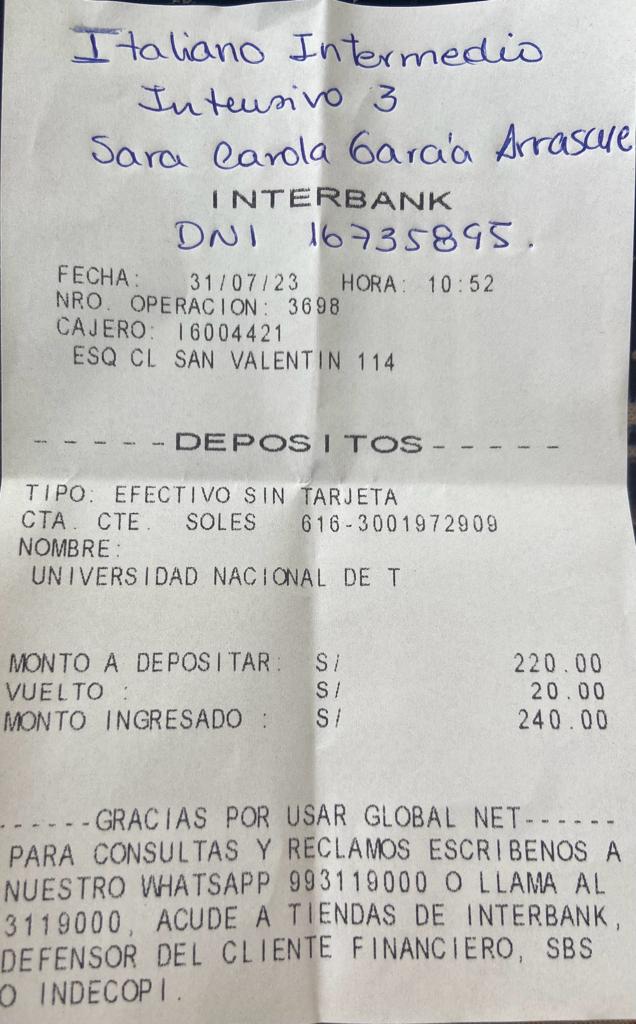 Italiano Intermedio
Intensivo 3
Sara Carola García Arrascue
INTERBANK
DNI 16735895.
FECHA: 31/07/23 HORA: 10:52
NRO. OPERACION: 3698
CAJERO: 16004421
ESQ CL SAN VALENTIN 114
-----DEPOSITOS-----
TIPO: EFECTIVO SIN TARJETA
CTA. CTE. SOLES 616-3001972909
NOMBRE:
UNIVERSIDAD NACIONAL DE T
MONTO A DEPOSITAR: S/ 220.00
VUELTO : S/ 20.00
MONTO INGRESADO : S/ 240.00
------GRACIAS POR USAR GLOBAL NET------
PARA CONSULTAS Y RECLAMOS ESCRIBENOS A
NUESTRO WHATSAPP 993119000 O LLAMA AL
3119000, ACUDE A TIENDAS DE INTERBANK,
DEFENSOR DEL CLIENTE FINANCIERO, SBS
O INDECOPI.